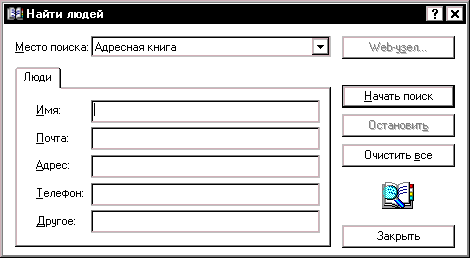 Найти людей
Место поиска: Адресная книга Web-узел...
Люди
Имя: Начать поиск
Почта: Остановить
Адрес: Очистить все
Телефон:
Другое: Закрыть